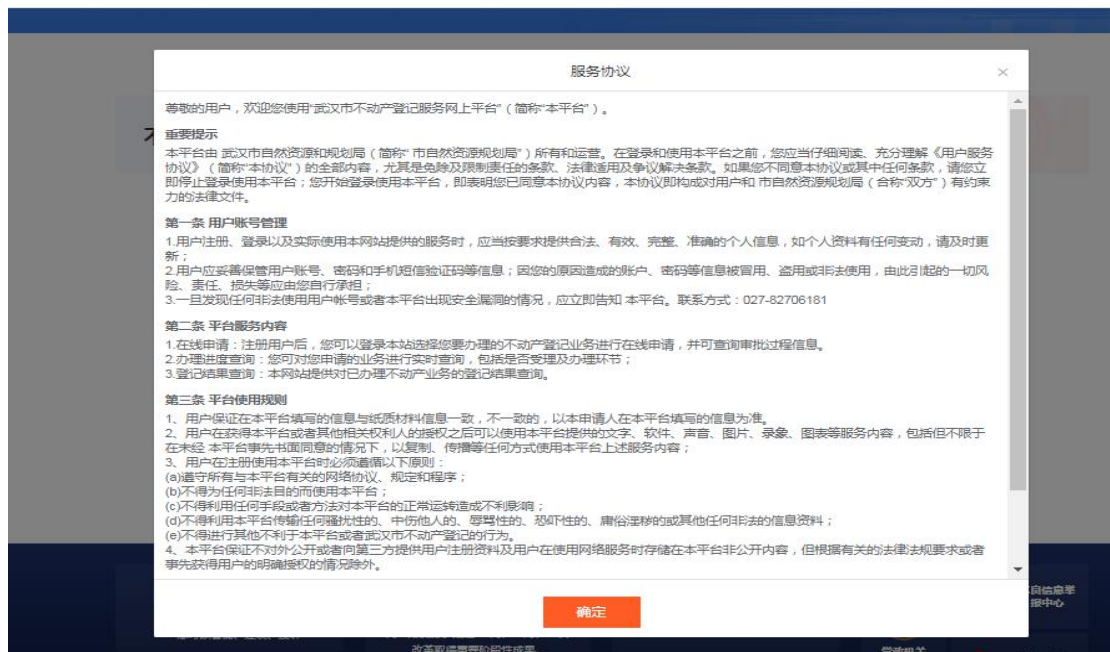 服务协议
×
尊敬的用户，欢迎您使用“武汉市不动产登记服务网上平台”（简称“本平台”）。
重要提示
本平台由 武汉市自然资源和规划局（简称“ 市自然资源规划局”）所有和运营。在登录和使用本平台之前，您应当仔细阅读、充分理解《用户服务
协议》（简称“本协议”）的全部内容，尤其是免除及限制责任的条款、法律适用及争议解决条款。如果您不同意本协议或其中任何条款，请您立
即停止登录使用本平台；您开始登录使用本平台，即表明您已同意本协议内容，本协议即构成对用户和 市自然资源规划局（合称“双方”）有约束
力的法律文件。
第一条 用户账号管理
1.用户注册、登录以及实际使用本网站提供的服务时，应当按要求提供合法、有效、完整、准确的个人信息，如个人资料有任何变动，请及时更
新；
2.用户应妥善保管用户账号、密码和手机短信验证码等信息；因您的原因造成的账户、密码等信息被冒用、盗用或非法使用，由此引起的一切风
险、责任、损失等应由您自行承担；
3.一旦发现任何非法使用用户帐号或者本平台出现安全漏洞的情况，应立即告知 本平台。联系方式：027-82706181
第二条 平台服务内容
1.在线申请：注册用户后，您可以登录本站选择您要办理的不动产登记业务进行在线申请，并可查询审批过程信息。
2.办理进度查询：您可对您申请的业务进行实时查询，包括是否受理及办理环节；
3.登记结果查询：本网站提供对已办理不动产业务的登记结果查询。
第三条 平台使用规则
1、用户保证在本平台填写的信息与纸质材料信息一致，不一致的，以本申请人在本平台填写的信息为准。
2、用户在获得本平台或者其他相关权利人的授权之后可以使用本平台提供的文字、软件、声音、图片、录象、图表等服务内容，包括但不限于
在未经 本平台事先书面同意的情况下，以复制、传播等任何方式使用本平台上述服务内容；
3、用户在注册使用本平台时必须遵循以下原则：
(a)遵守所有与本平台有关的网络协议、规定和程序；
(b)不得为任何非法目的而使用本平台；
(c)不得利用任何手段或者方法对本平台的正常运转造成不利影响；
(d)不得利用本平台传输任何骚扰性的、中伤他人的、辱骂性的、恐吓性的、庸俗淫秽的或其他任何非法的信息资料；
(e)不得进行其他不利于本平台或者武汉市不动产登记的行为。
4、本平台保证不对外公开或者向第三方提供用户注册资料及用户在使用网络服务时存储在本平台非公开内容，但根据有关的法律法规要求或者
事先获得用户的明确授权的情况除外。
确定
良信息举
报中心
改革取得重要阶段性成果
党政机关